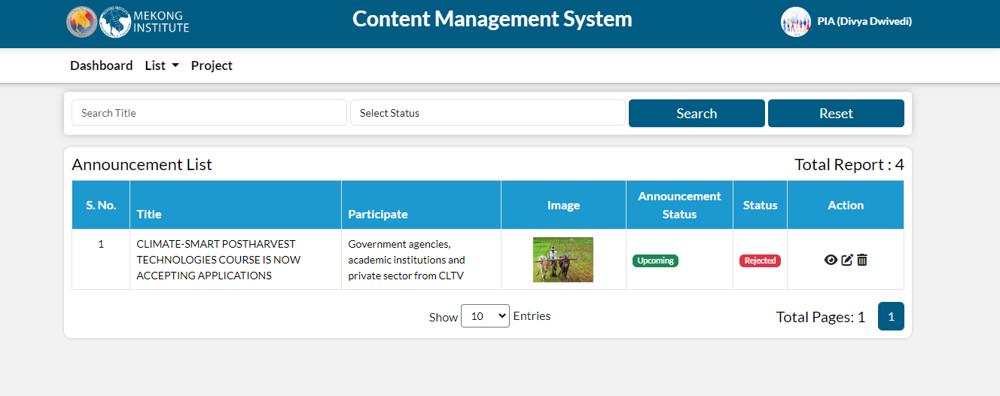 MEKONG
INSTITUTE
Content Management System
PIA (Divya Dwivedi)
Dashboard List Project
Search Title Select Status Search Reset
Announcement List Total Report : 4
S. No. Title Participate Image Announcement Status Status Action
1 CLIMATE-SMART POSTHARVEST
TECHNOLOGIES COURSE IS NOW
ACCEPTING APPLICATIONS
Government agencies,
academic institutions and
private sector from CLTV
Upcoming Rejected
Show 10 Entries Total Pages: 1 1